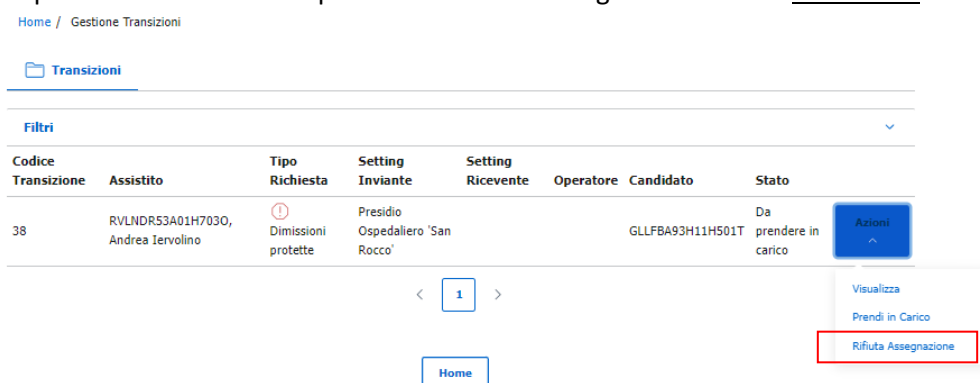 Home / Gestione Transizioni
Transizioni
Filtri
Codice Transizione Assistito Tipo Richiesta Setting Inviante Setting Ricevente Operatore Candidato Stato
38 RVLNDR53A01H703O, Andrea Iervolino Dimissioni protette Presidio Ospedaliero 'San Rocco' GLLFBA93H11H501T Da prendere in carico Azioni
< 1 >
Visualizza
Prendi in Carico
Rifiuta Assegnazione
Home